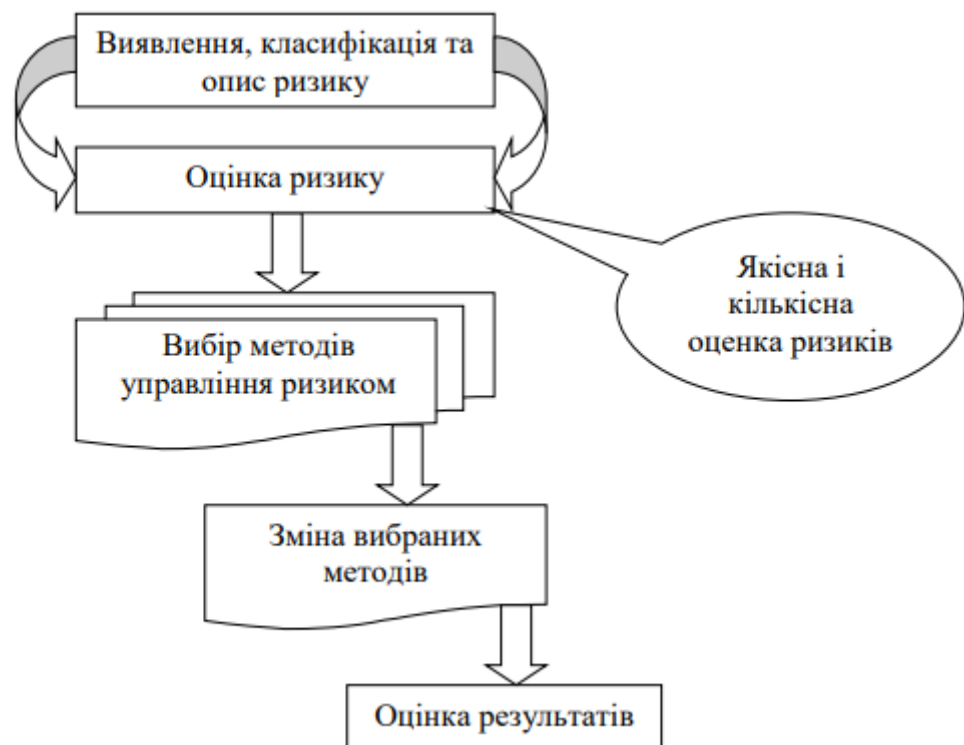 Виявлення, класифікація та
опис ризику
Оцінка ризику
Якісна і
кількісна
оценка ризиків
Вибір методів
управління ризиком
Зміна вибраних
методів
Оцінка результатів